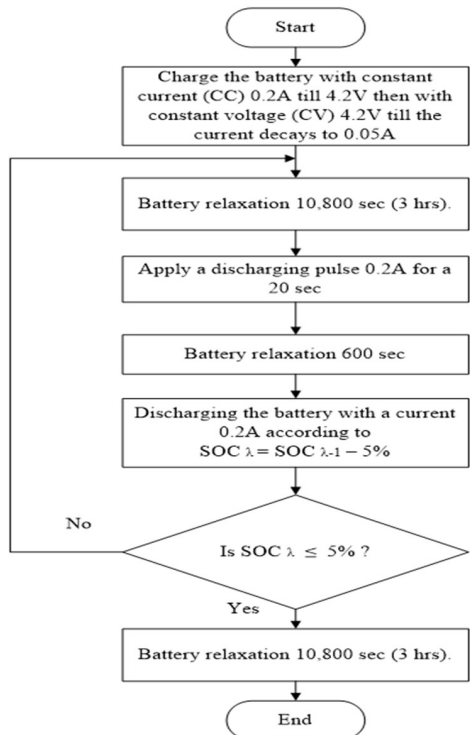 Start
Charge the battery with constant
current (CC) 0.2A till 4.2V then with
constant voltage (CV) 4.2V till the
current decays to 0.05A
Battery relaxation 10,800 sec (3 hrs).
Apply a discharging pulse 0.2A for a
20 sec
Battery relaxation 600 sec
Discharging the battery with a current
0.2A according to
SOC λ = SOC λ-1 – 5%
No
Is SOC λ ≤ 5% ?
Yes
Battery relaxation 10,800 sec (3 hrs).
End